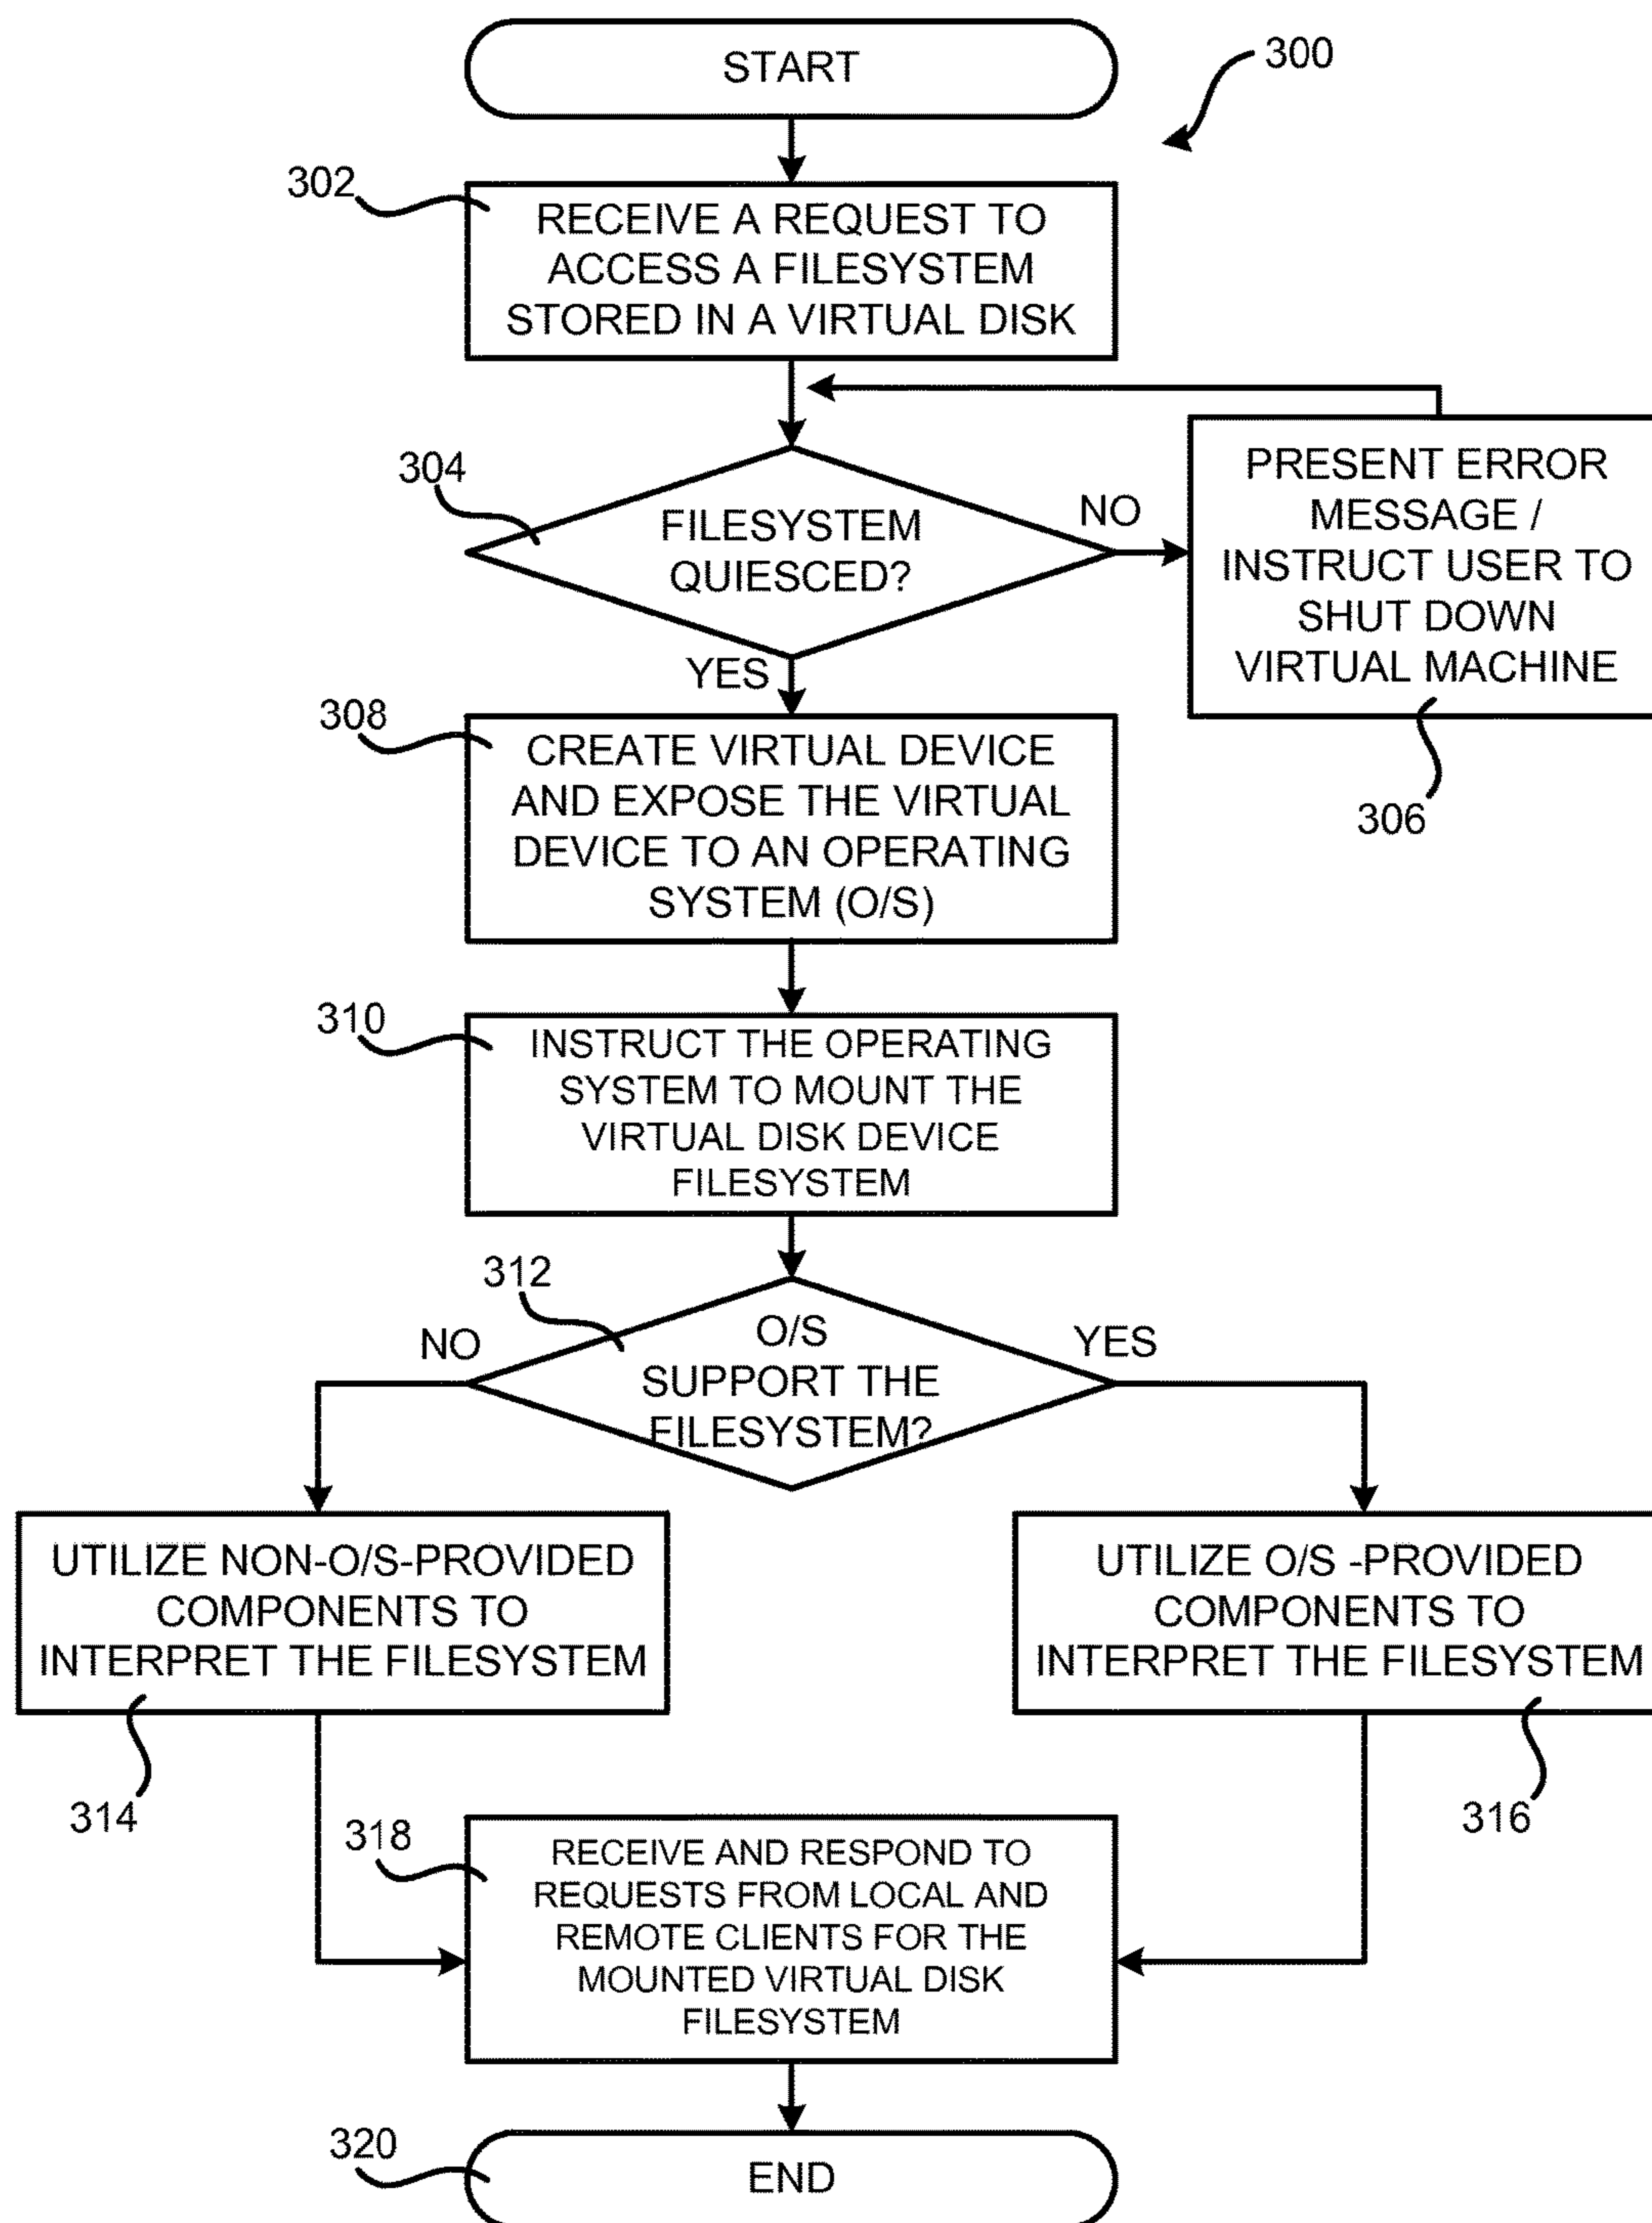 START
300
302
RECEIVE A REQUEST TO
ACCESS A FILESYSTEM
STORED IN A VIRTUAL DISK
304
FILESYSTEM
QUIESCED?
NO
YES
PRESENT ERROR
MESSAGE /
INSTRUCT USER TO
SHUT DOWN
VIRTUAL MACHINE
306
308
CREATE VIRTUAL DEVICE
AND EXPOSE THE VIRTUAL
DEVICE TO AN OPERATING
SYSTEM (O/S)
310
INSTRUCT THE OPERATING
SYSTEM TO MOUNT THE
VIRTUAL DISK DEVICE
FILESYSTEM
312
O/S
SUPPORT THE
FILESYSTEM?
NO
YES
UTILIZE NON-O/S-PROVIDED
COMPONENTS TO
INTERPRET THE FILESYSTEM
314
UTILIZE O/S -PROVIDED
COMPONENTS TO
INTERPRET THE FILESYSTEM
316
318
RECEIVE AND RESPOND TO
REQUESTS FROM LOCAL AND
REMOTE CLIENTS FOR THE
MOUNTED VIRTUAL DISK
FILESYSTEM
320
END